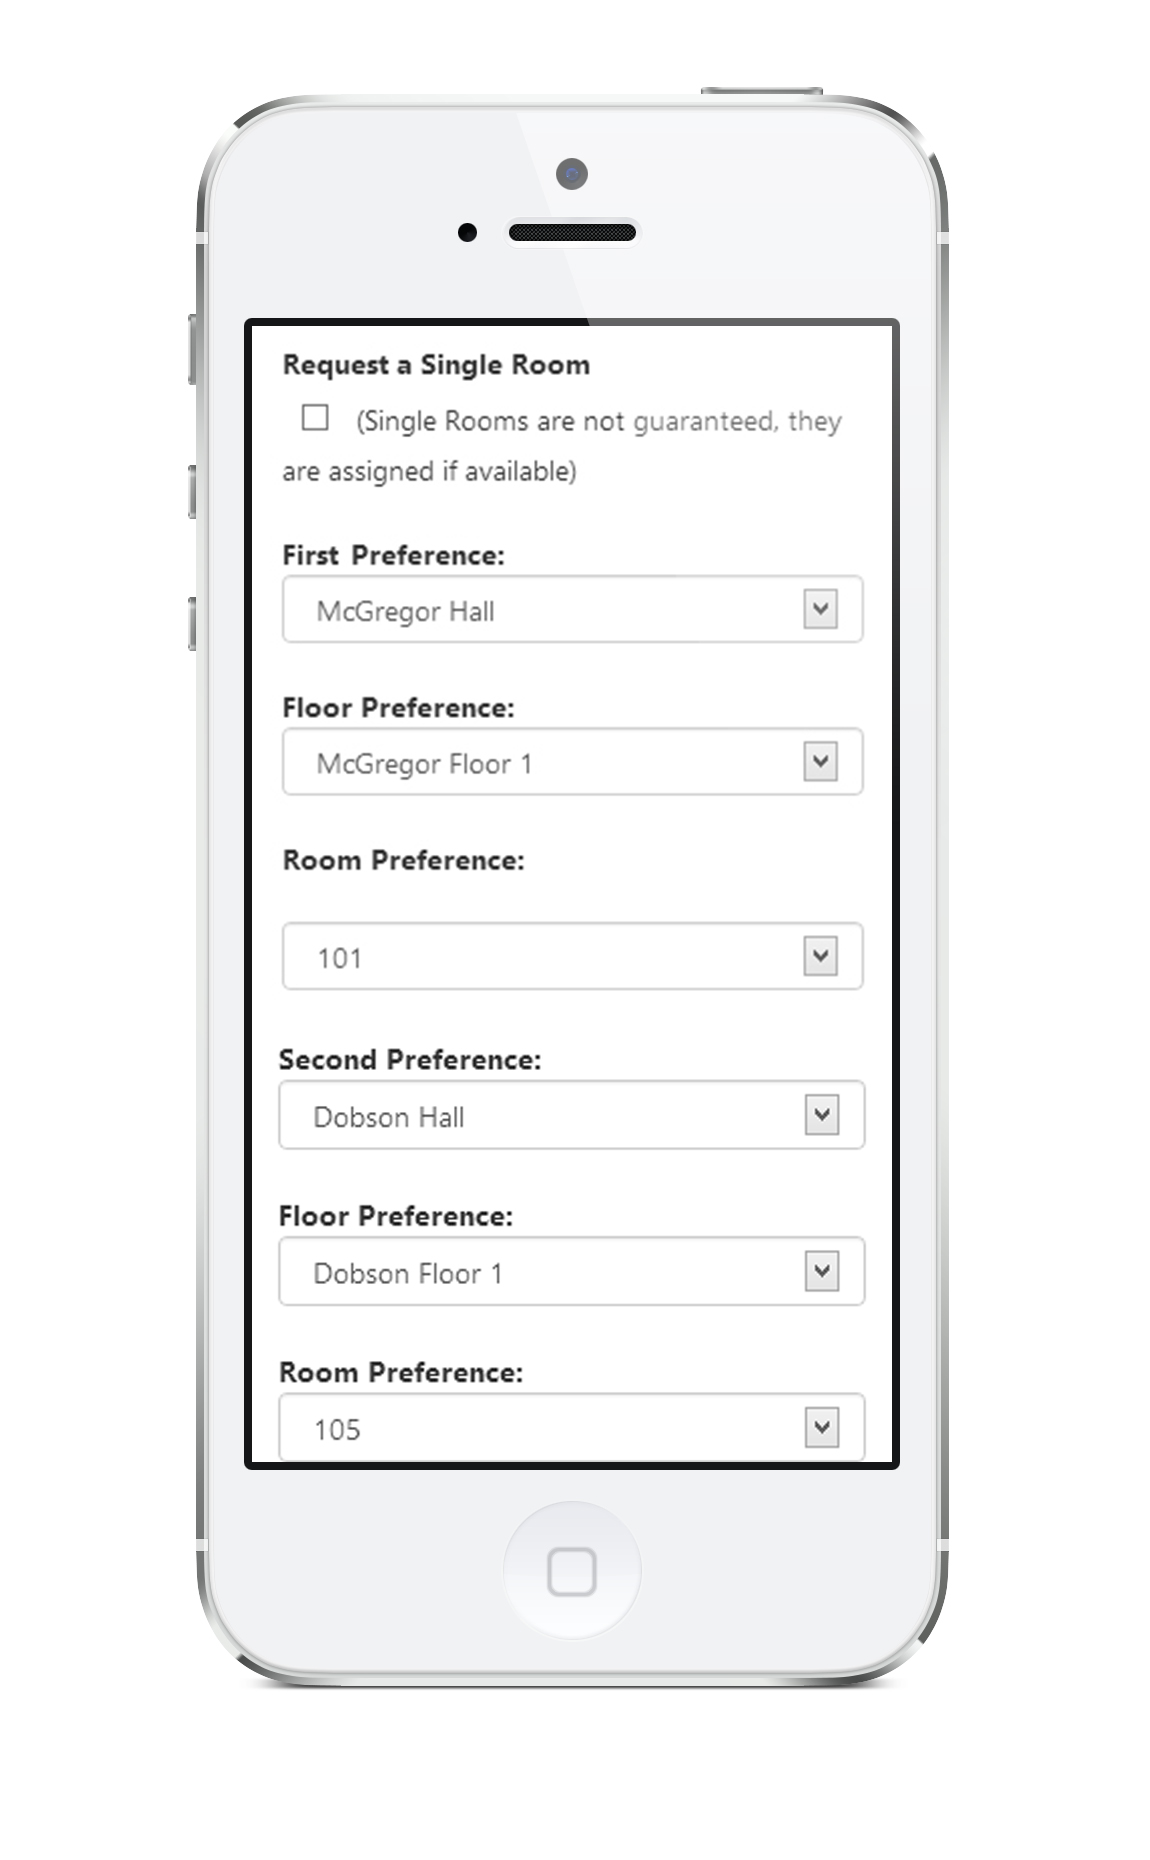 Request a Single Room
(Single Rooms are not guaranteed, they
are assigned if available)
First Preference:
McGregor Hall
Floor Preference:
McGregor Floor 1
Room Preference:
101
Second Preference:
Dobson Hall
Floor Preference:
Dobson Floor 1
Room Preference:
105